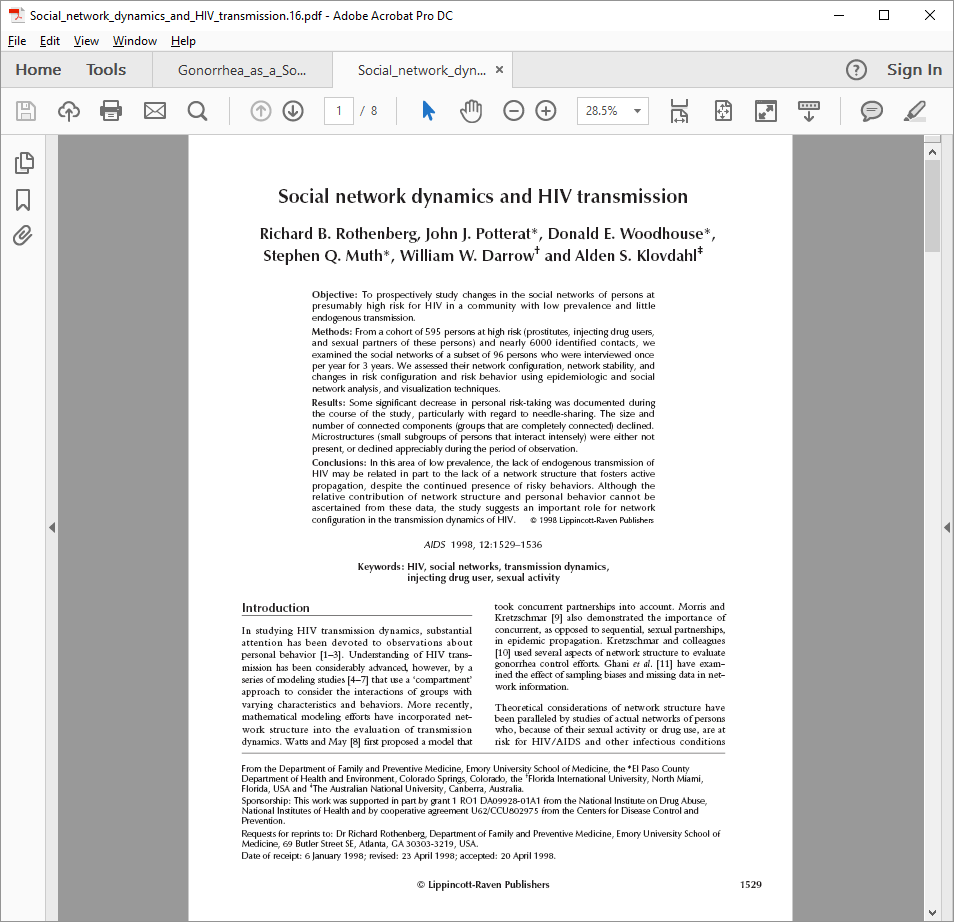 Social_network_dynamics_and_HIV_transmission.16.pdf - Adobe Acrobat Pro DC
File Edit View Window Help
Home Tools Gonorrhea_as_a_So... Social_network_dyn... × ? Sign In
1 / 8 28.5%
Social network dynamics and HIV transmission
Richard B. Rothenberg, John J. Potterat*, Donald E. Woodhouse*,
Stephen Q. Muth*, William W. Darrow† and Alden S. Klovdahl‡
Objective: To prospectively study changes in the social networks of persons at
presumably high risk for HIV in a community with low prevalence and little
endogenous transmission.
Methods: From a cohort of 595 persons at high risk (prostitutes, injecting drug users,
and sexual partners of these persons) and nearly 6000 identified contacts, we
examined the social networks of a subset of 96 persons who were interviewed once
per year for 3 years. We assessed their network configuration, network stability, and
changes in risk configuration and risk behavior using epidemiologic and social
network analysis, and visualization techniques.
Results: Some significant decrease in personal risk-taking was documented during
the course of the study, particularly with regard to needle-sharing. The size and
number of connected components (groups that are completely connected) declined.
Microstructures (small subgroups of persons that interact intensely) were either not
present, or declined appreciably during the period of observation.
Conclusions: In this area of low prevalence, the lack of endogenous transmission of
HIV may be related in part to the lack of a network structure that fosters active
propagation, despite the continued presence of risky behaviors. Although the
relative contribution of network structure and personal behavior cannot be
ascertained from these data, the study suggests an important role for network
configuration in the transmission dynamics of HIV. © 1998 Lippincott-Raven Publishers
AIDS 1998, 12:1529–1536
Keywords: HIV, social networks, transmission dynamics,
injecting drug user, sexual activity
Introduction
In studying HIV transmission dynamics, substantial
attention has been devoted to observations about
personal behavior [1–3]. Understanding of HIV trans-
mission has been considerably advanced, however, by a
series of modeling studies [4–7] that use a ‘compartment’
approach to consider the interactions of groups with
varying characteristics and behaviors. More recently,
mathematical modeling efforts have incorporated net-
work structure into the evaluation of transmission
dynamics. Watts and May [8] first proposed a model that
took concurrent partnerships into account. Morris and
Kretzschmar [9] also demonstrated the importance of
concurrent, as opposed to sequential, sexual partnerships,
in epidemic propagation. Kretzschmar and colleagues
[10] used several aspects of network structure to evaluate
gonorrhea control efforts. Ghani et al. [11] have exam-
ined the effect of sampling biases and missing data in net-
work information.
Theoretical considerations of network structure have
been paralleled by studies of actual networks of persons
who, because of their sexual activity or drug use, are at
risk for HIV/AIDS and other infectious conditions
From the Department of Family and Preventive Medicine, Emory University School of Medicine, the *El Paso County
Department of Health and Environment, Colorado Springs, Colorado, the †Florida International University, North Miami,
Florida, USA and ‡The Australian National University, Canberra, Australia.
Sponsorship: This work was supported in part by grant 1 RO1 DA09928-01A1 from the National Institute on Drug Abuse,
National Institutes of Health and by cooperative agreement U62/CCU802975 from the Centers for Disease Control and
Prevention.
Requests for reprints to: Dr Richard Rothenberg, Department of Family and Preventive Medicine, Emory University School of
Medicine, 69 Butler Street SE, Atlanta, GA 30303-3219, USA.
Date of receipt: 6 January 1998; revised: 23 April 1998; accepted: 20 April 1998.
© Lippincott-Raven Publishers 1529